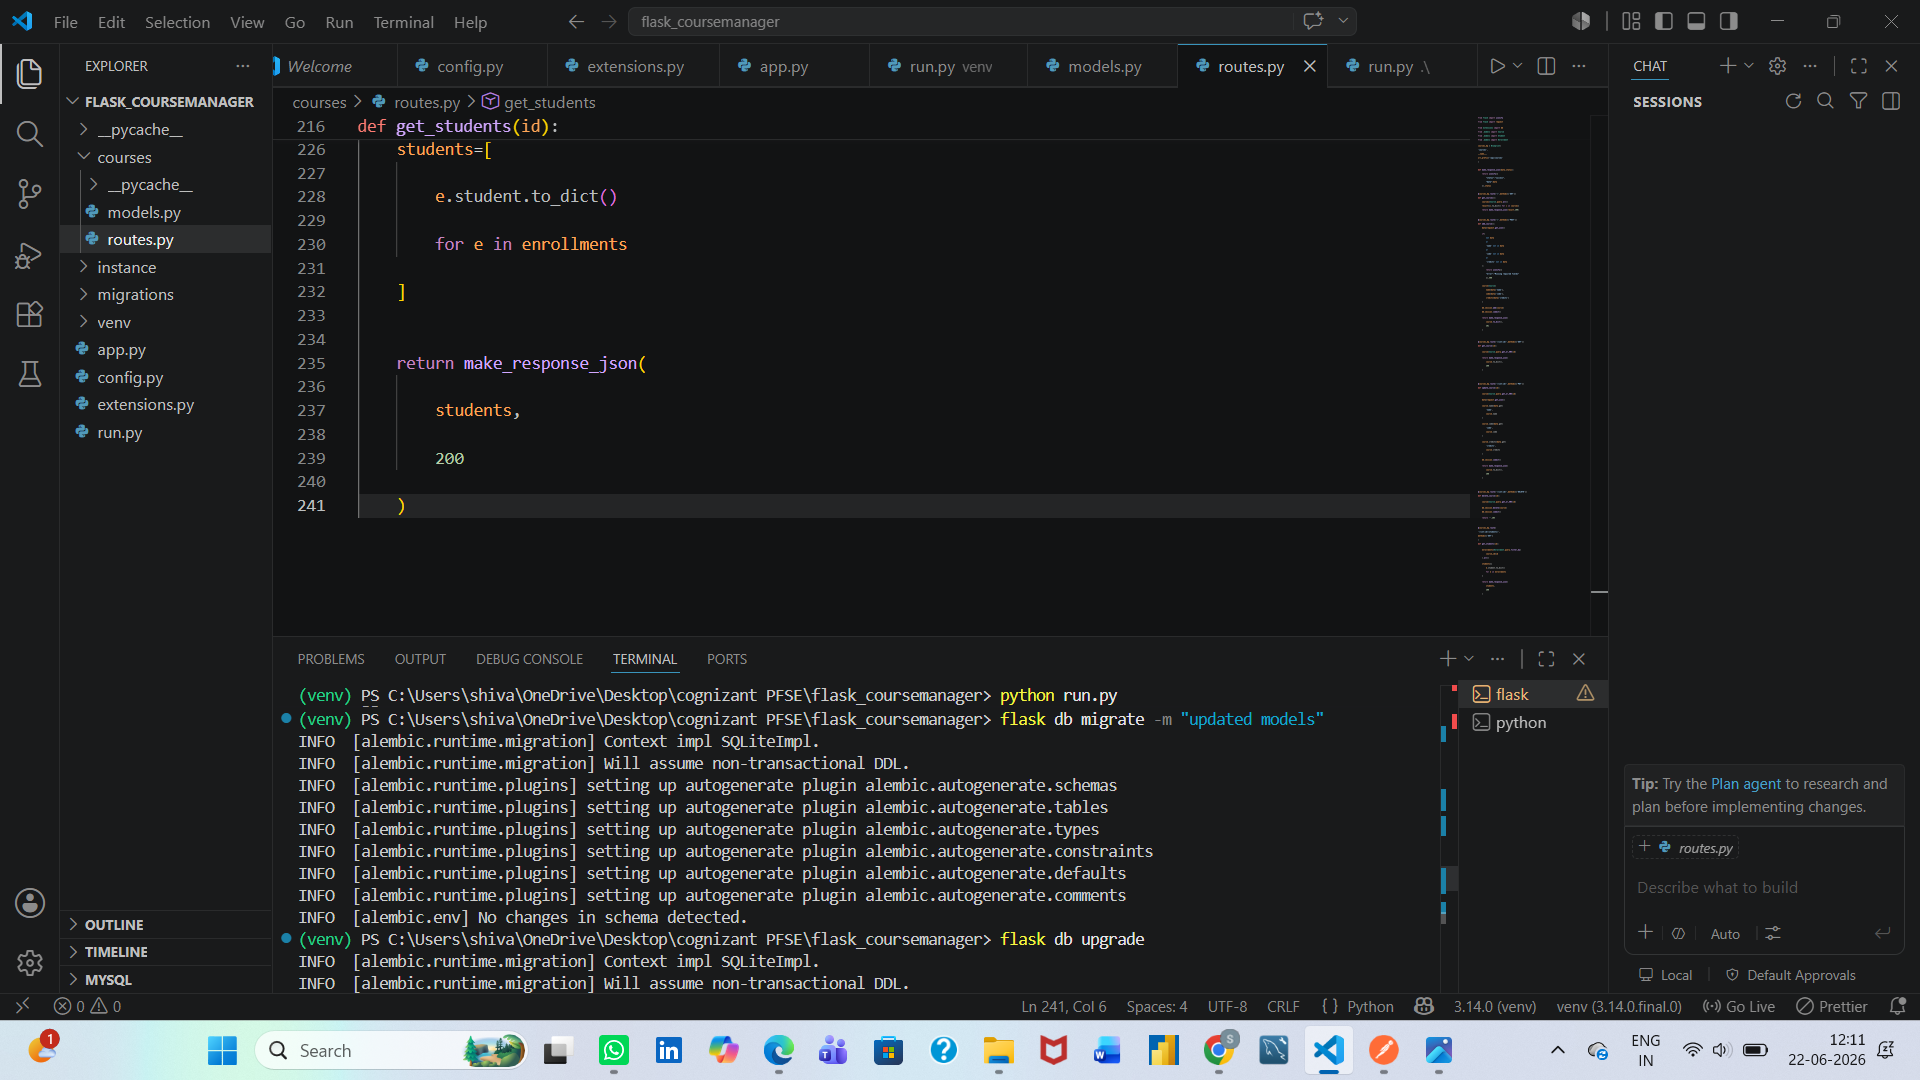 File Edit Selection View Go Run Terminal Help
flask_coursemanager
EXPLORER
FLASK_COURSEMANAGER
__pycache__
courses
__pycache__
models.py
routes.py
instance
migrations
venv
app.py
config.py
extensions.py
run.py
OUTLINE
TIMELINE
MYSQL
Welcome config.py extensions.py app.py run.py venv models.py routes.py run.py .\
courses routes.py get_students
216 def get_students(id):
226 students=[
227
228 e.student.to_dict()
229
230 for e in enrollments
231
232 ]
233
234
235 return make_response_json(
236
237 students,
238
239 200
240
241 )
PROBLEMS OUTPUT DEBUG CONSOLE TERMINAL PORTS
(venv) PS C:\Users\shiva\OneDrive\Desktop\cognizant PFSE\flask_coursemanager> python run.py
(venv) PS C:\Users\shiva\OneDrive\Desktop\cognizant PFSE\flask_coursemanager> flask db migrate -m "updated models"
INFO [alembic.runtime.migration] Context impl SQLiteImpl.
INFO [alembic.runtime.migration] Will assume non-transactional DDL.
INFO [alembic.runtime.plugins] setting up autogenerate plugin alembic.autogenerate.schemas
INFO [alembic.runtime.plugins] setting up autogenerate plugin alembic.autogenerate.tables
INFO [alembic.runtime.plugins] setting up autogenerate plugin alembic.autogenerate.types
INFO [alembic.runtime.plugins] setting up autogenerate plugin alembic.autogenerate.constraints
INFO [alembic.runtime.plugins] setting up autogenerate plugin alembic.autogenerate.defaults
INFO [alembic.runtime.plugins] setting up autogenerate plugin alembic.autogenerate.comments
INFO [alembic.env] No changes in schema detected.
(venv) PS C:\Users\shiva\OneDrive\Desktop\cognizant PFSE\flask_coursemanager> flask db upgrade
INFO [alembic.runtime.migration] Context impl SQLiteImpl.
INFO [alembic.runtime.migration] Will assume non-transactional DDL.
flask
python
CHAT
SESSIONS
Tip: Try the Plan agent to research and
plan before implementing changes.
routes.py
Describe what to build
Auto
Local Default Approvals
0 0 Ln 241, Col 6 Spaces: 4 UTF-8 CRLF { } Python 3.14.0 (venv) venv (3.14.0.final.0) Go Live Prettier
1
Search
S
ENG
IN
12:11
22-06-2026